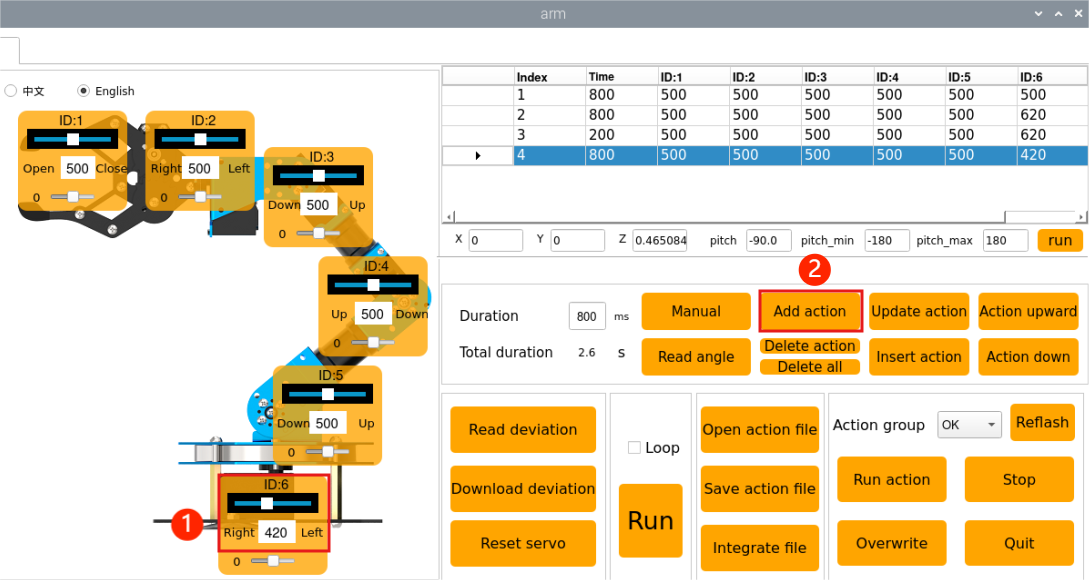 arm
中文
English
ID:1
Open 500 Close
0
ID:2
Right 500 Left
0
ID:3
Down 500 Up
0
ID:4
Up 500 Down
0
ID:5
Down 500 Up
0
ID:6
1
Right 420 Left
0
Index Time ID:1 ID:2 ID:3 ID:4 ID:5 ID:6
1 800 500 500 500 500 500 500
2 800 500 500 500 500 500 620
3 200 500 500 500 500 500 620
4 800 500 500 500 500 500 420
X 0 Y 0 Z 0.465084 pitch -90.0 pitch_min -180 pitch_max 180 run
2
Duration 800 ms
Total duration 2.6 s
Manual
Add action
Update action
Action upward
Read angle
Delete action
Delete all
Insert action
Action down
Read deviation
Download deviation
Reset servo
Loop
Run
Open action file
Save action file
Integrate file
Action group OK Reflash
Run action
Stop
Overwrite
Quit